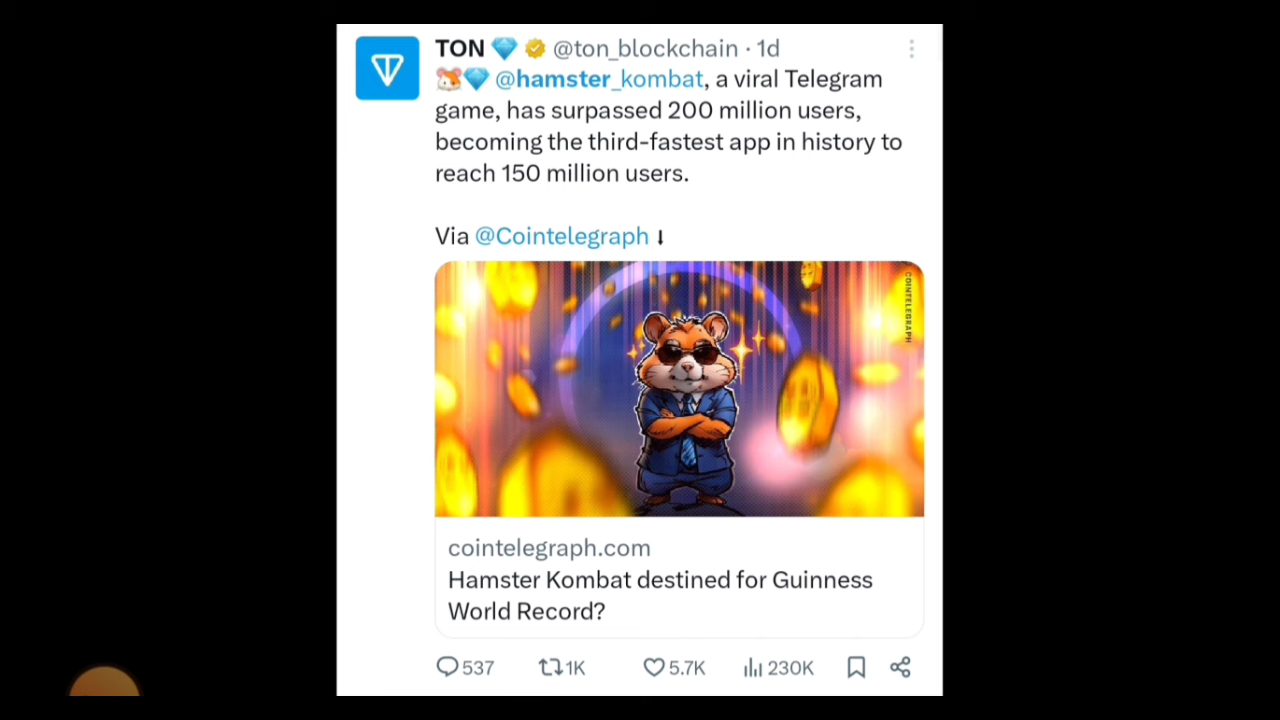 TON 💎 @ton_blockchain · 1d
🐹💎 @hamster_kombat, a viral Telegram
game, has surpassed 200 million users,
becoming the third-fastest app in history to
reach 150 million users.
Via @Cointelegraph ⬇
COINTELEGRAPH
cointelegraph.com
Hamster Kombat destined for Guinness
World Record?
537 1K 5.7K 230K